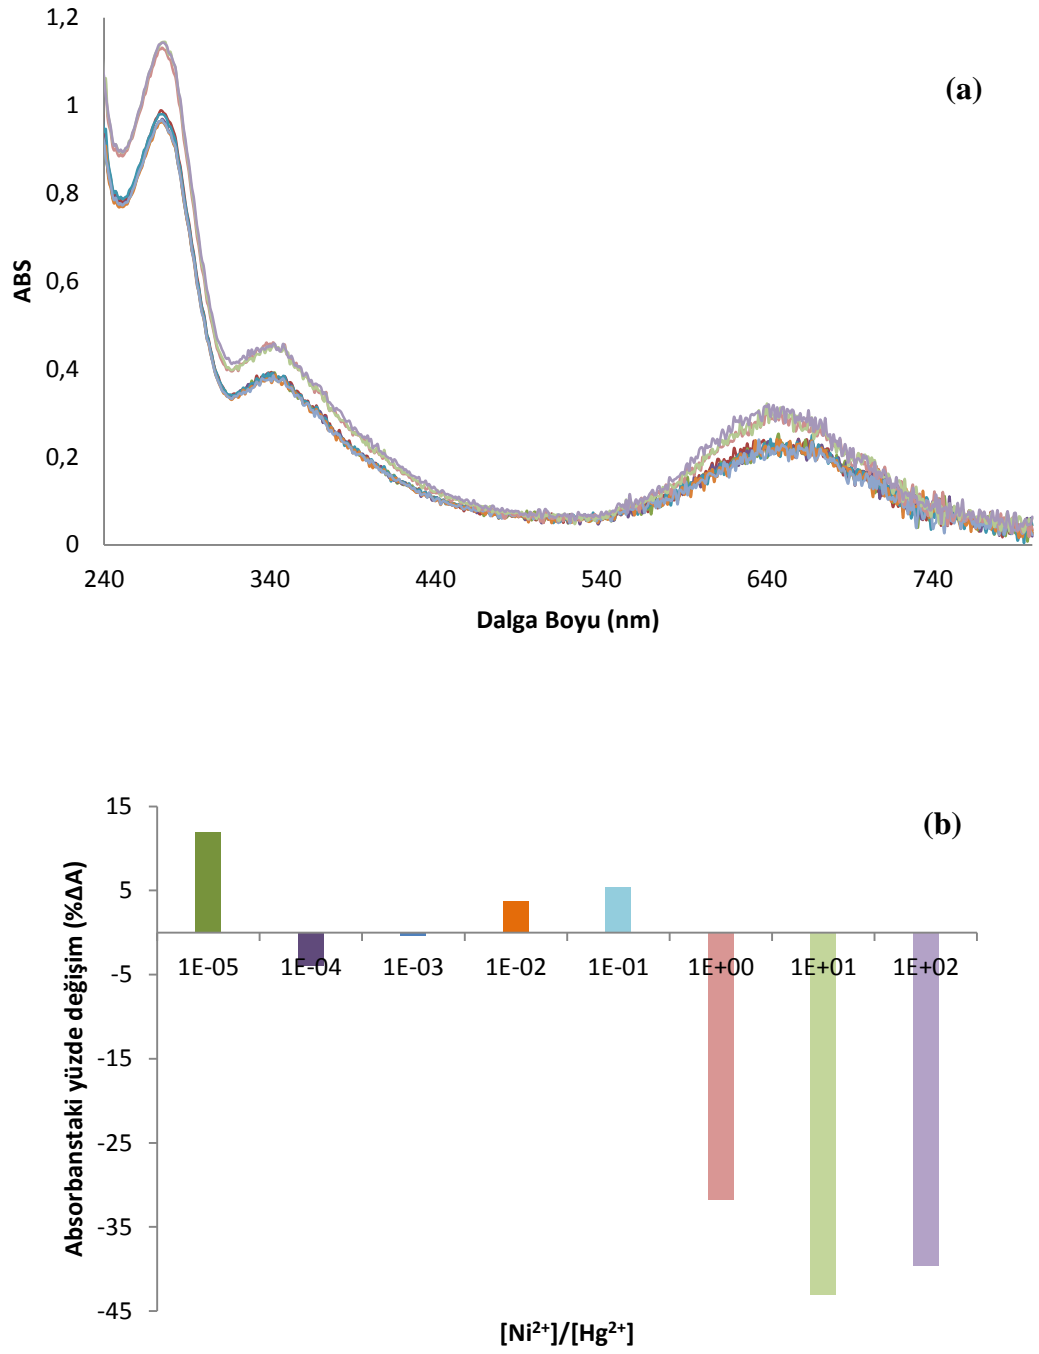 1,2
(a)
1
0,8
0,6
0,4
0,2
0
ABS
240 340 440 540 640 740
Dalga Boyu (nm)
15
(b)
5
-5
-15
-25
-35
-45
1E-05 1E-04 1E-03 1E-02 1E-01 1E+00 1E+01 1E+02
Absorbanstaki yüzde değişim (%ΔA)
[Ni²⁺]/[Hg²⁺]